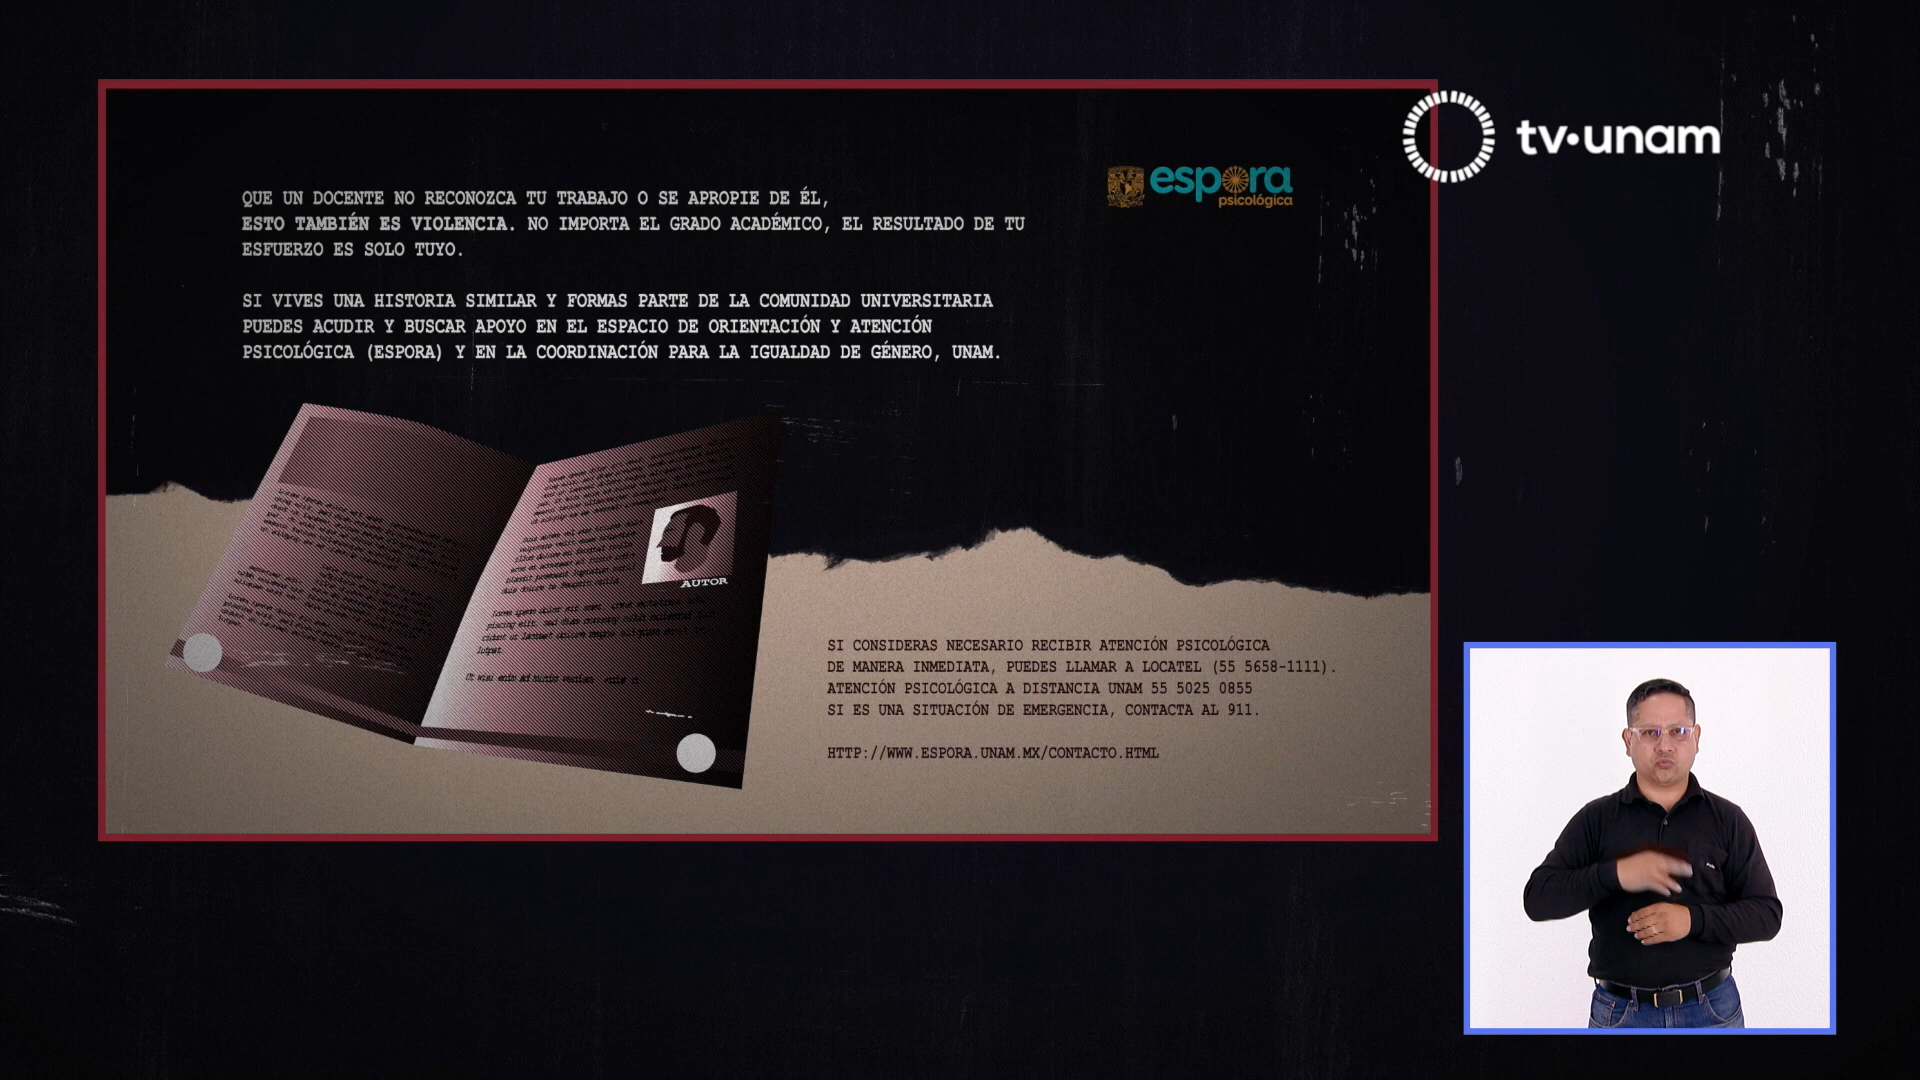 tv·unam
espora
psicológica
QUE UN DOCENTE NO RECONOZCA TU TRABAJO O SE APROPIE DE ÉL,
ESTO TAMBIÉN ES VIOLENCIA. NO IMPORTA EL GRADO ACADÉMICO, EL RESULTADO DE TU
ESFUERZO ES SOLO TUYO.
SI VIVES UNA HISTORIA SIMILAR Y FORMAS PARTE DE LA COMUNIDAD UNIVERSITARIA
PUEDES ACUDIR Y BUSCAR APOYO EN EL ESPACIO DE ORIENTACIÓN Y ATENCIÓN
PSICOLÓGICA (ESPORA) Y EN LA COORDINACIÓN PARA LA IGUALDAD DE GÉNERO, UNAM.
AUTOR
SI CONSIDERAS NECESARIO RECIBIR ATENCIÓN PSICOLÓGICA
DE MANERA INMEDIATA, PUEDES LLAMAR A LOCATEL (55 5658-1111).
ATENCIÓN PSICOLÓGICA A DISTANCIA UNAM 55 5025 0855
SI ES UNA SITUACIÓN DE EMERGENCIA, CONTACTA AL 911.
HTTP://WWW.ESPORA.UNAM.MX/CONTACTO.HTML